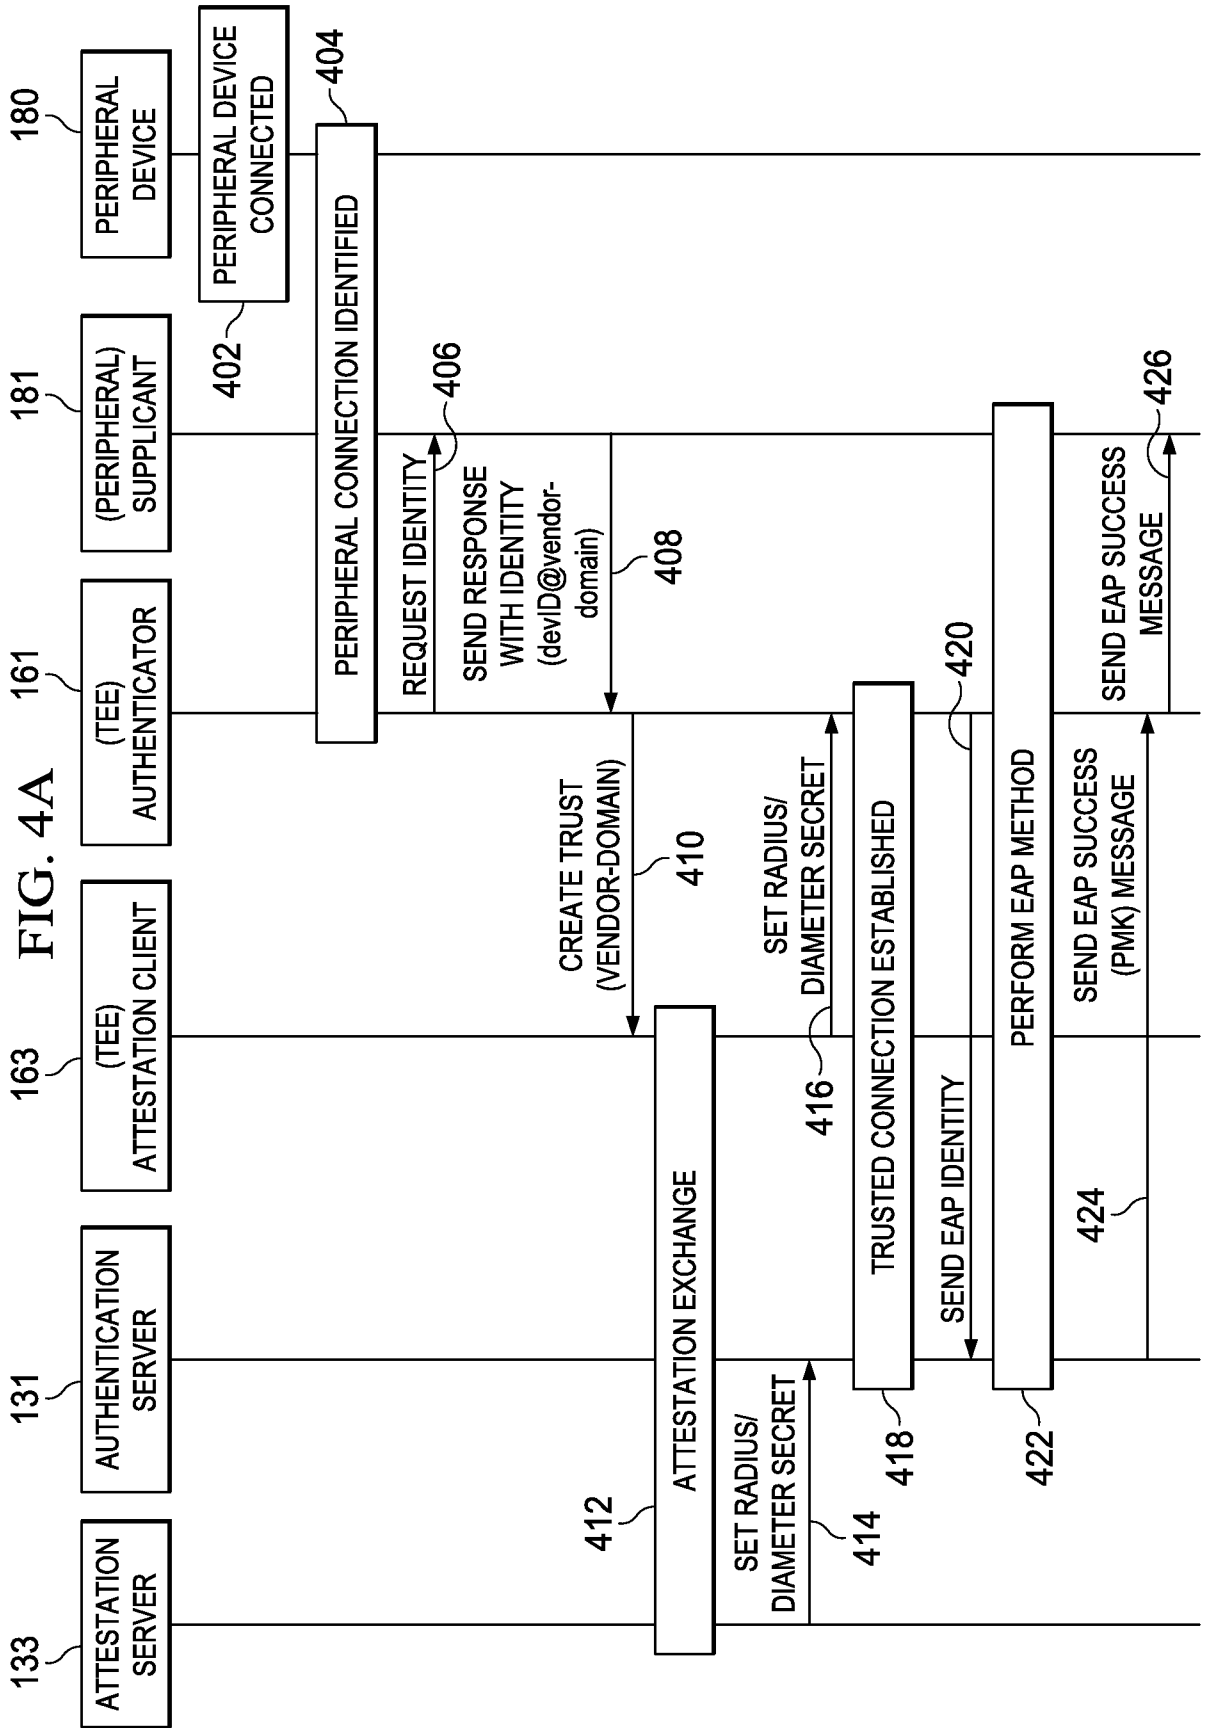 FIG. 4A
133
131
163
161
181
180
ATTESTATION
SERVER
AUTHENTICATION
SERVER
(TEE)
ATTESTATION CLIENT
(TEE)
AUTHENTICATOR
(PERIPHERAL)
SUPPLICANT
PERIPHERAL
DEVICE
402
PERIPHERAL DEVICE
CONNECTED
PERIPHERAL CONNECTION IDENTIFIED
404
REQUEST IDENTITY
406
SEND RESPONSE
WITH IDENTITY
(devID@vendor-
domain)
408
CREATE TRUST
(VENDOR-DOMAIN)
410
412
ATTESTATION EXCHANGE
SET RADIUS/
DIAMETER SECRET
414
SET RADIUS/
DIAMETER SECRET
416
418
TRUSTED CONNECTION ESTABLISHED
SEND EAP IDENTITY
420
422
PERFORM EAP METHOD
424
SEND EAP SUCCESS
(PMK) MESSAGE
SEND EAP SUCCESS
MESSAGE
426